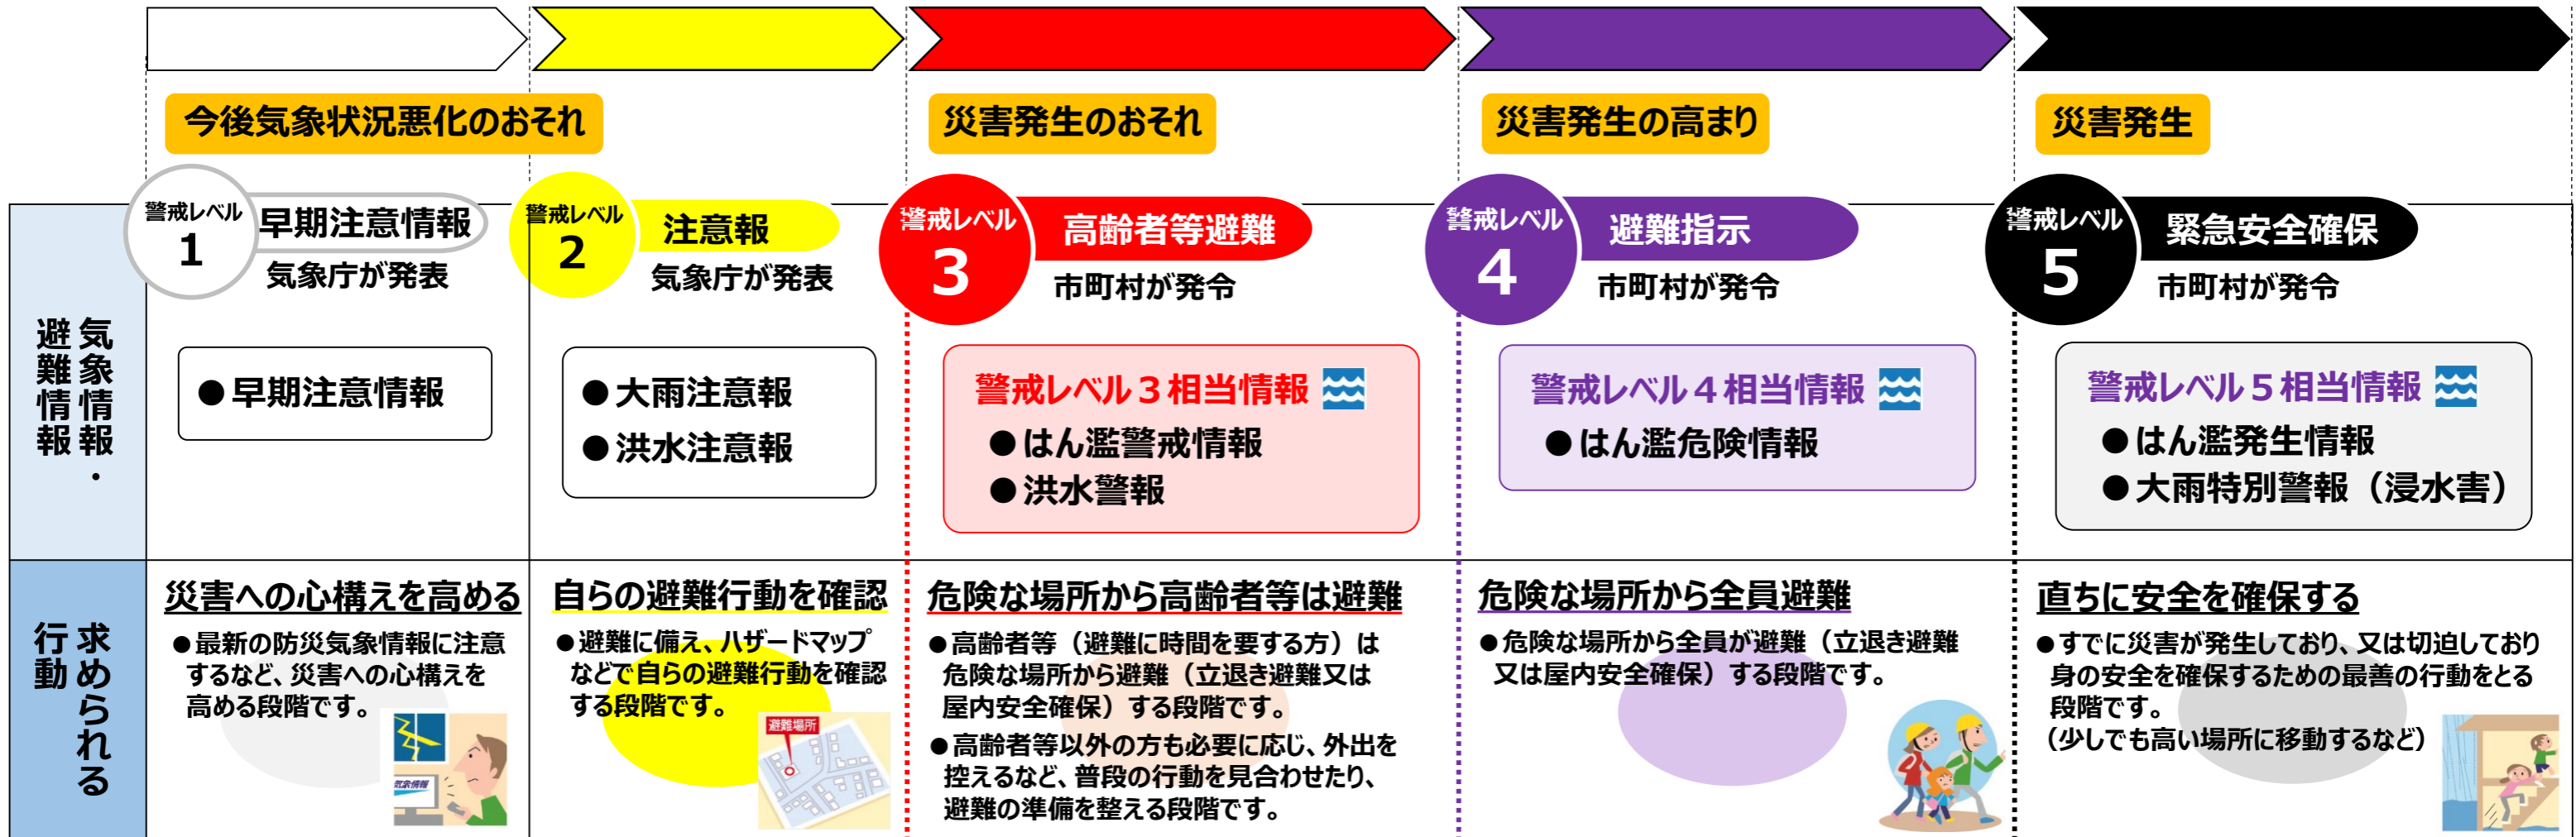 今後気象状況悪化のおそれ
災害発生のおそれ
災害発生の高まり
災害発生
気象情報・
避難情報
警戒レベル
1
早期注意情報
気象庁が発表
●早期注意情報
警戒レベル
2
注意報
気象庁が発表
●大雨注意報
●洪水注意報
警戒レベル
3
高齢者等避難
市町村が発令
警戒レベル３相当情報
●はん濫警戒情報
●洪水警報
警戒レベル
4
避難指示
市町村が発令
警戒レベル４相当情報
●はん濫危険情報
警戒レベル
5
緊急安全確保
市町村が発令
警戒レベル５相当情報
●はん濫発生情報
●大雨特別警報（浸水害）
求められる
行動
災害への心構えを高める
●最新の防災気象情報に注意
するなど、災害への心構えを
高める段階です。
気象情報
自らの避難行動を確認
●避難に備え、ハザードマップ
などで自らの避難行動を確認
する段階です。
避難場所
危険な場所から高齢者等は避難
●高齢者等（避難に時間を要する方）は
危険な場所から避難（立退き避難又は
屋内安全確保）する段階です。
●高齢者等以外の方も必要に応じ、外出を
控えるなど、普段の行動を見合わせたり、
避難の準備を整える段階です。
危険な場所から全員避難
●危険な場所から全員が避難（立退き避難
又は屋内安全確保）する段階です。
直ちに安全を確保する
●すでに災害が発生しており、又は切迫しており
身の安全を確保するための最善の行動をとる
段階です。
（少しでも高い場所に移動するなど）